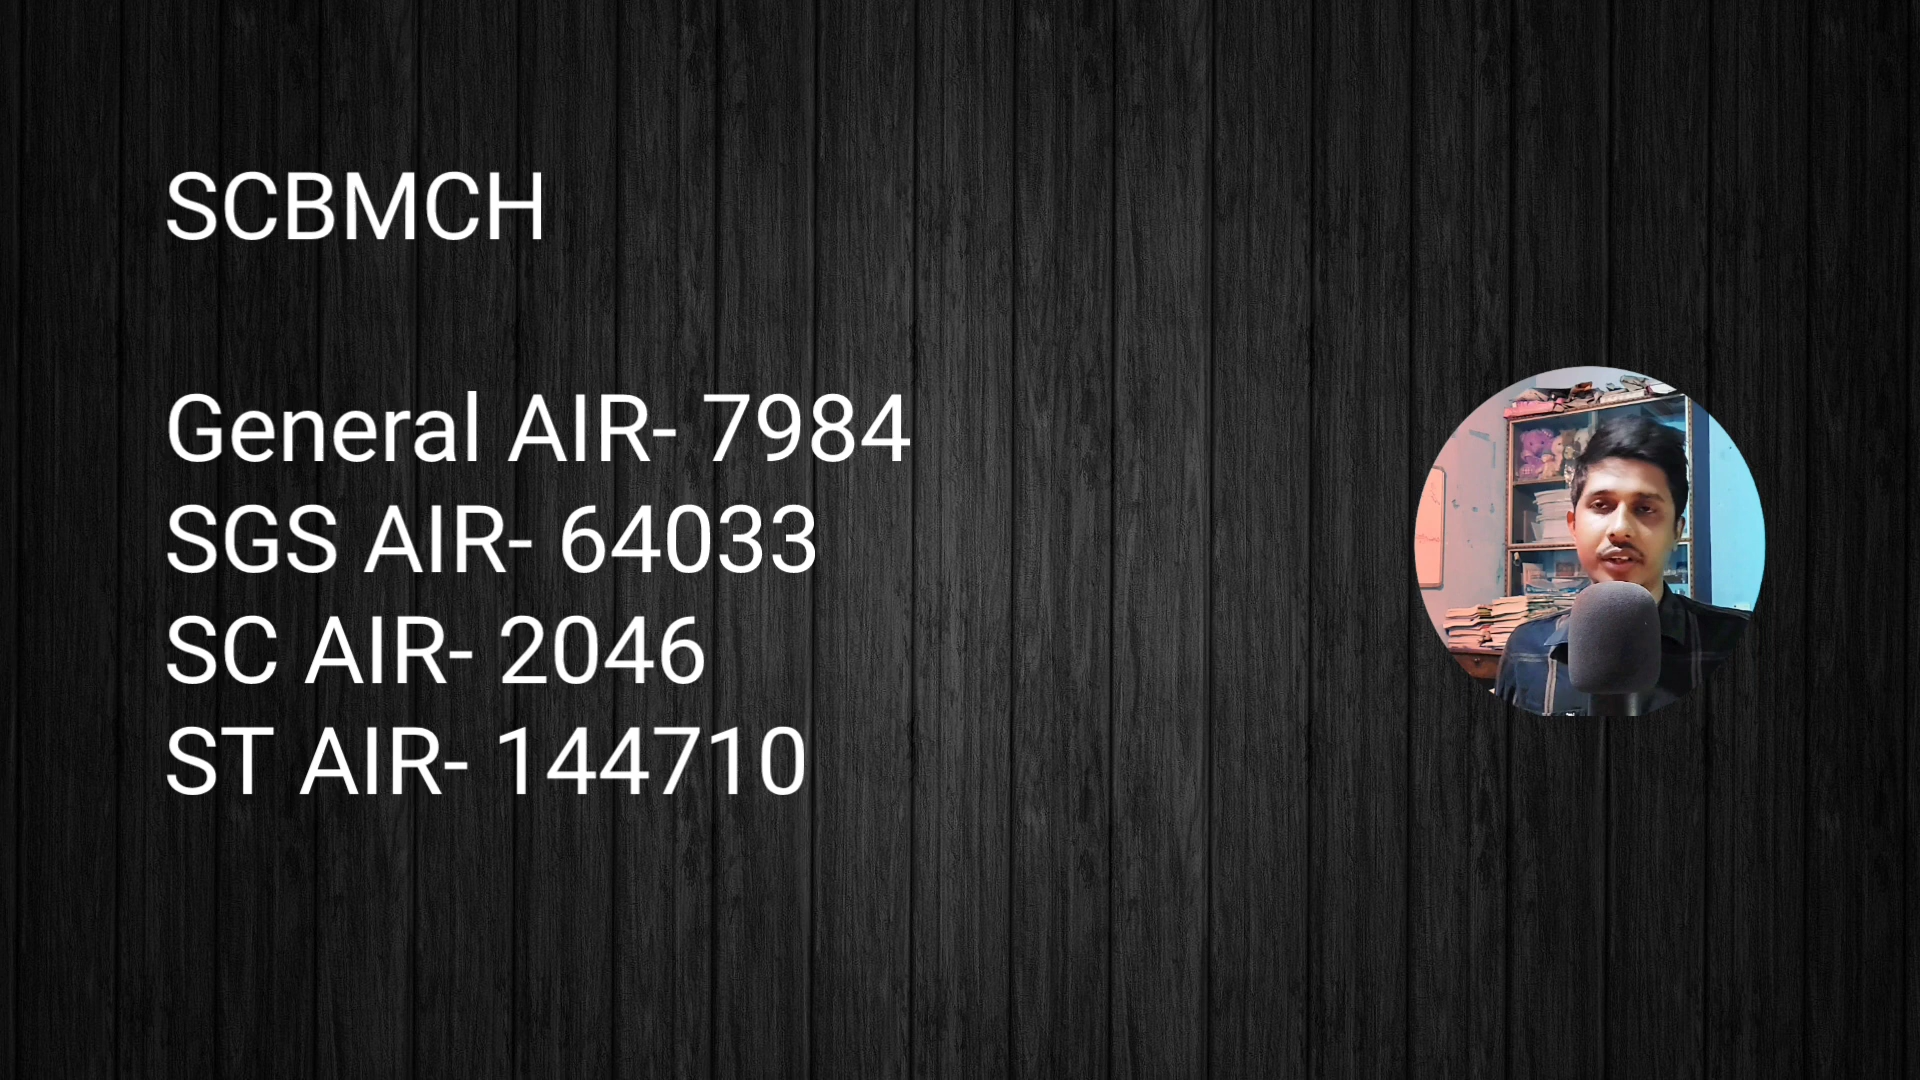 SCBMCH
General AIR- 7984
SGS AIR- 64033
SC AIR- 2046
ST AIR- 144710